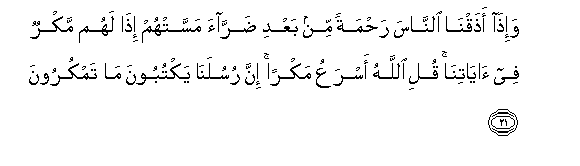 وَإِذَآ أَذَقْنَا ٱلنَّاسَ رَحْمَةً مِّنۢ بَعْدِ ضَرَّآءَ مَسَّتْهُمْ إِذَا لَهُم مَّكْرٌ
فِىٓ ءَايَاتِنَا ۚ قُلِ ٱللَّهُ أَسْرَعُ مَكْرًا ۚ إِنَّ رُسُلَنَا يَكْتُبُونَ مَا تَمْكُرُونَ
٢١